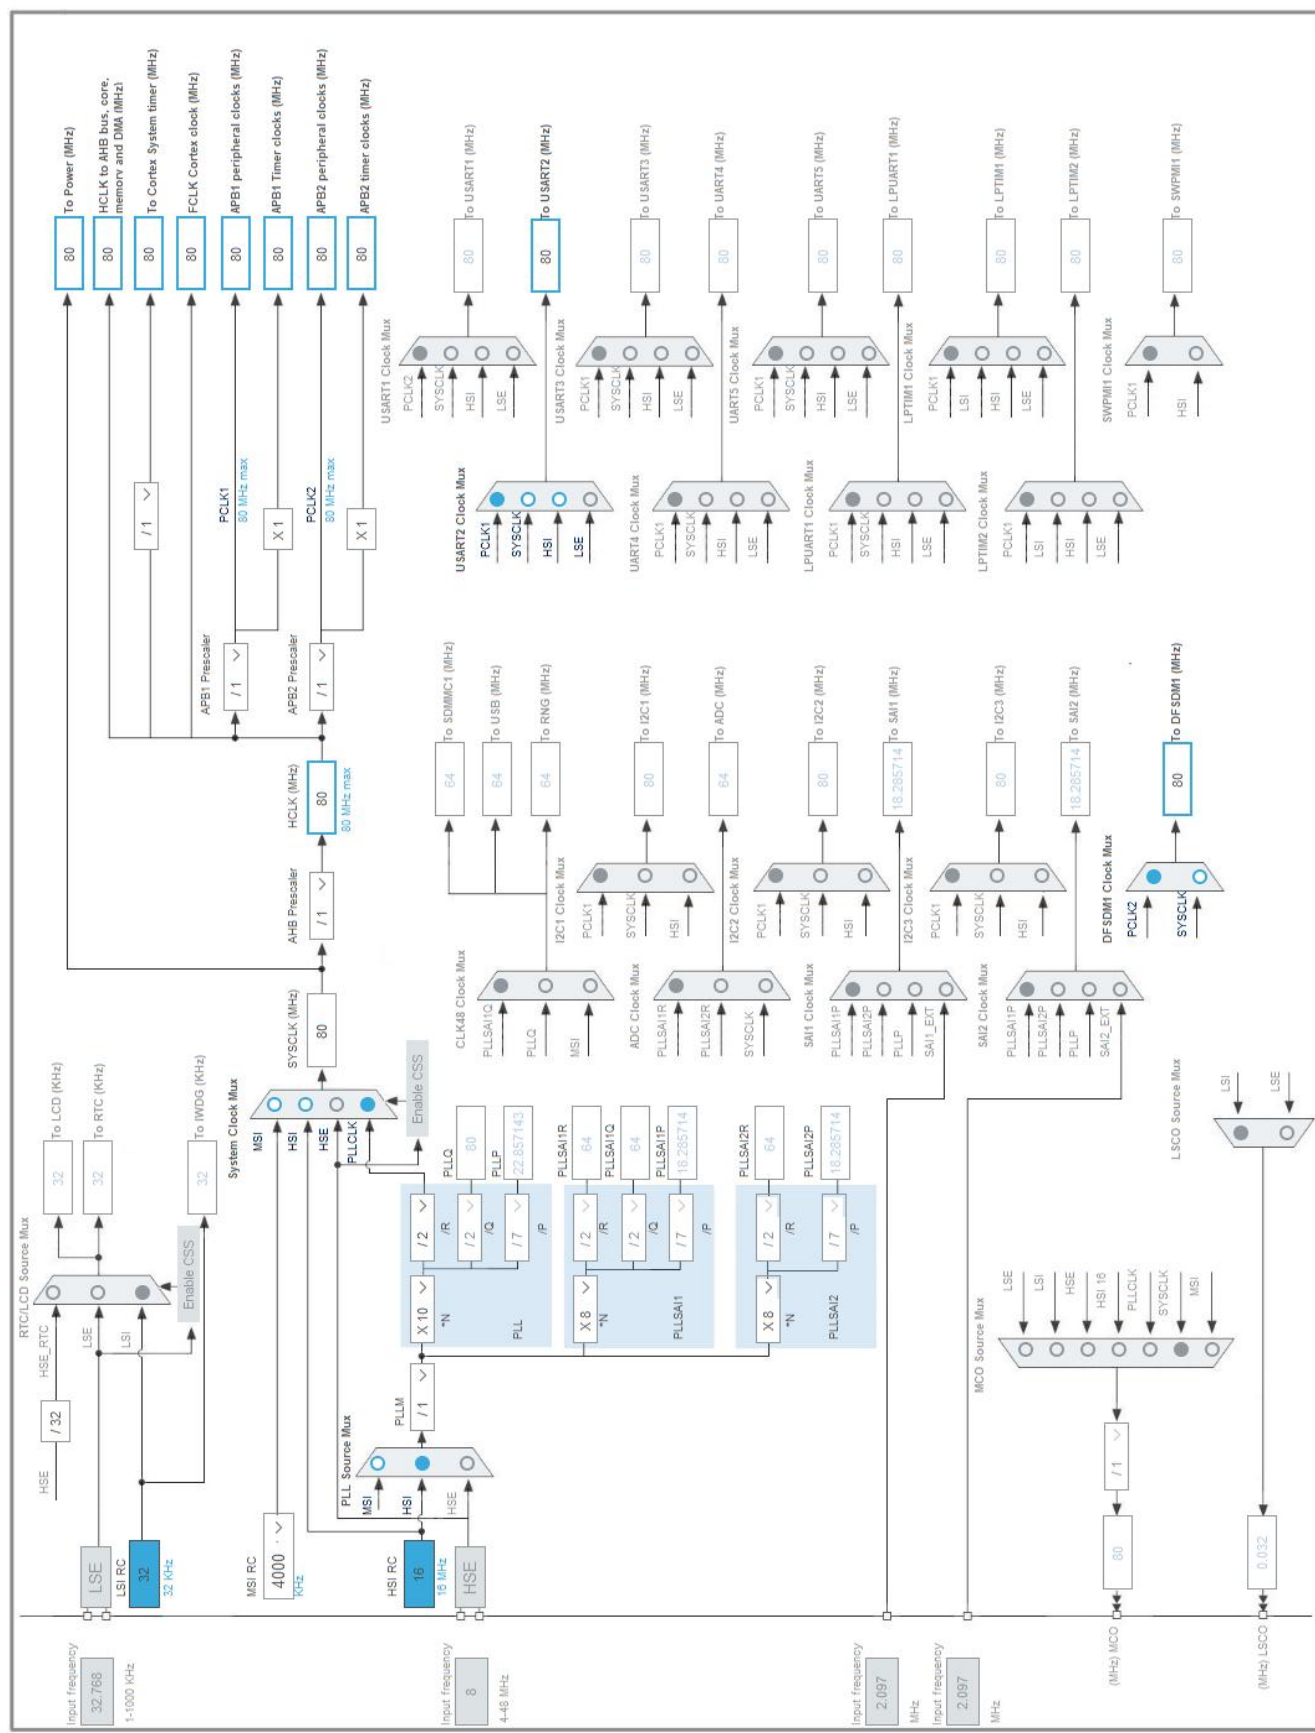 Input frequency
32.768
1-1000 KHz
LSE
LSI RC
32
32 KHz
HSE
/ 32
HSE_RTC
LSE
LSI
RTC/LCD Source Mux
Enable CSS
32
To LCD (KHz)
32
To RTC (KHz)
32
To IWDG (KHz)
MSI RC
4000
KHz
HSI RC
16
16 MHz
HSE
Input frequency
8
4-48 MHz
PLL Source Mux
MSI
HSI
HSE
PLLM
/ 1
X 10
*N
PLL
/ 2
/R
/ 2
/Q
/ 7
/P
PLLQ
80
PLLP
22.857143
X 8
*N
PLLSAI1
/ 2
/R
/ 2
/Q
/ 7
/P
PLLSAI1R
64
PLLSAI1Q
64
PLLSAI1P
18.285714
X 8
*N
PLLSAI2
/ 2
/R
/ 7
/P
PLLSAI2R
64
PLLSAI2P
18.285714
System Clock Mux
MSI
HSI
HSE
PLLCLK
Enable CSS
SYSCLK (MHz)
80
AHB Prescaler
/ 1
HCLK (MHz)
80
80 MHz max
APB1 Prescaler
/ 1
APB2 Prescaler
/ 1
/ 1
PCLK1
80 MHz max
X 1
PCLK2
80 MHz max
X 1
80
To Power (MHz)
80
HCLK to AHB bus, core,
memory and DMA (MHz)
80
To Cortex System timer (MHz)
80
FCLK Cortex clock (MHz)
80
APB1 peripheral clocks (MHz)
80
APB1 Timer clocks (MHz)
80
APB2 peripheral clocks (MHz)
80
APB2 timer clocks (MHz)
CLK48 Clock Mux
PLLSAI1Q
PLLQ
MSI
64
To SDMMC1 (MHz)
64
To USB (MHz)
64
To RNG (MHz)
I2C1 Clock Mux
PCLK1
SYSCLK
HSI
80
To I2C1 (MHz)
ADC Clock Mux
PLLSAI1R
PLLSAI2R
SYSCLK
64
To ADC (MHz)
I2C2 Clock Mux
PCLK1
SYSCLK
HSI
80
To I2C2 (MHz)
SAI1 Clock Mux
PLLSAI1P
PLLSAI2P
PLLP
SAI1_EXT
18.285714
To SAI1 (MHz)
I2C3 Clock Mux
PCLK1
SYSCLK
HSI
80
To I2C3 (MHz)
SAI2 Clock Mux
PLLSAI1P
PLLSAI2P
PLLP
SAI2_EXT
18.285714
To SAI2 (MHz)
DFSDM1 Clock Mux
PCLK2
SYSCLK
80
To DFSDM1 (MHz)
USART1 Clock Mux
PCLK2
SYSCLK
HSI
LSE
80
To USART1 (MHz)
USART2 Clock Mux
PCLK1
SYSCLK
HSI
LSE
80
To USART2 (MHz)
USART3 Clock Mux
PCLK1
SYSCLK
HSI
LSE
80
To USART3 (MHz)
UART4 Clock Mux
PCLK1
SYSCLK
HSI
LSE
80
To UART4 (MHz)
UART5 Clock Mux
PCLK1
SYSCLK
HSI
LSE
80
To UART5 (MHz)
LPUART1 Clock Mux
PCLK1
SYSCLK
HSI
LSE
80
To LPUART1 (MHz)
LPTIM1 Clock Mux
PCLK1
LSI
HSI
LSE
80
To LPTIM1 (MHz)
LPTIM2 Clock Mux
PCLK1
LSI
HSI
LSE
80
To LPTIM2 (MHz)
SWPMI1 Clock Mux
PCLK1
HSI
80
To SWPMI1 (MHz)
Input frequency
2.097
MHz
Input frequency
2.097
MHz
MCO Source Mux
LSE
LSI
HSE
HSI 16
PLLCLK
SYSCLK
MSI
/ 1
80
(MHz) MCO
LSCO Source Mux
LSI
LSE
0.032
(MHz) LSCO